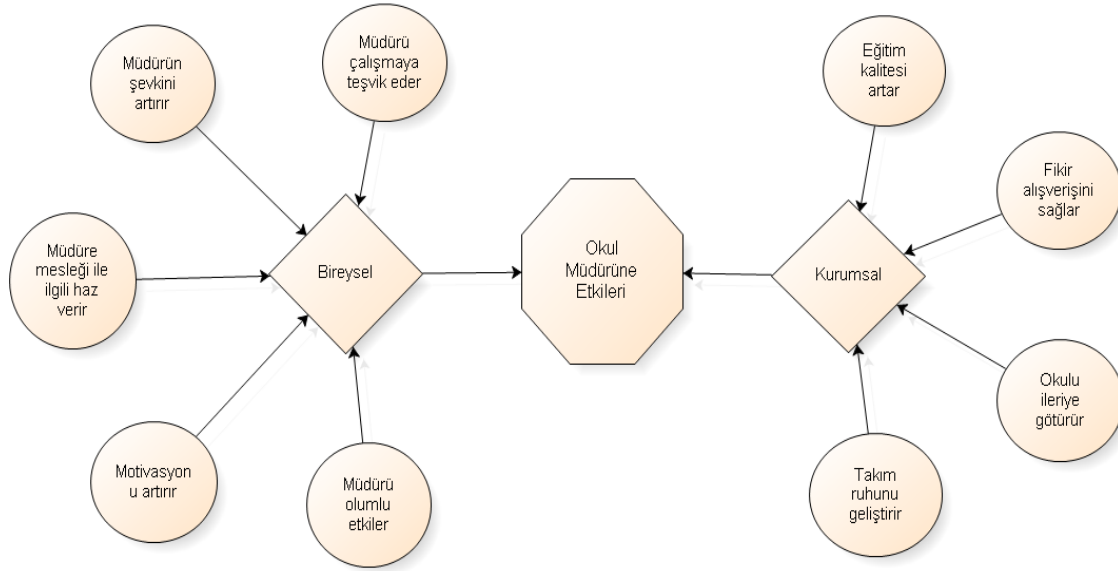 Müdürün
şevkini
artırır
Müdürü
çalışmaya
teşvik eder
Müdüre
mesleği ile
ilgili haz
verir
Bireysel
Motivasyon
u artırır
Müdürü
olumlu
etkiler
Okul
Müdürüne
Etkileri
Eğitim
kalitesi
artar
Fikir
alışverişini
sağlar
Kurumsal
Okulu
ileriye
götürür
Takım
ruhunu
geliştirir